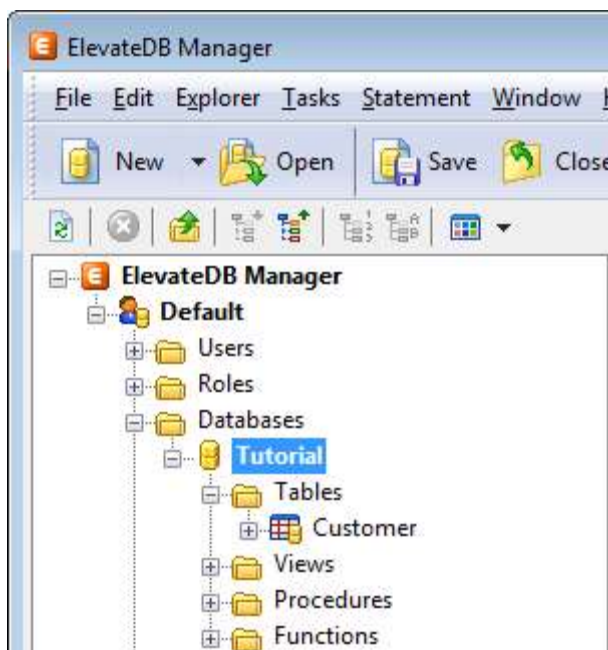 ElevateDB Manager
File Edit Explorer Tasks Statement Window
New Open Save Close
ElevateDB Manager
Default
Users
Roles
Databases
Tutorial
Tables
Customer
Views
Procedures
Functions